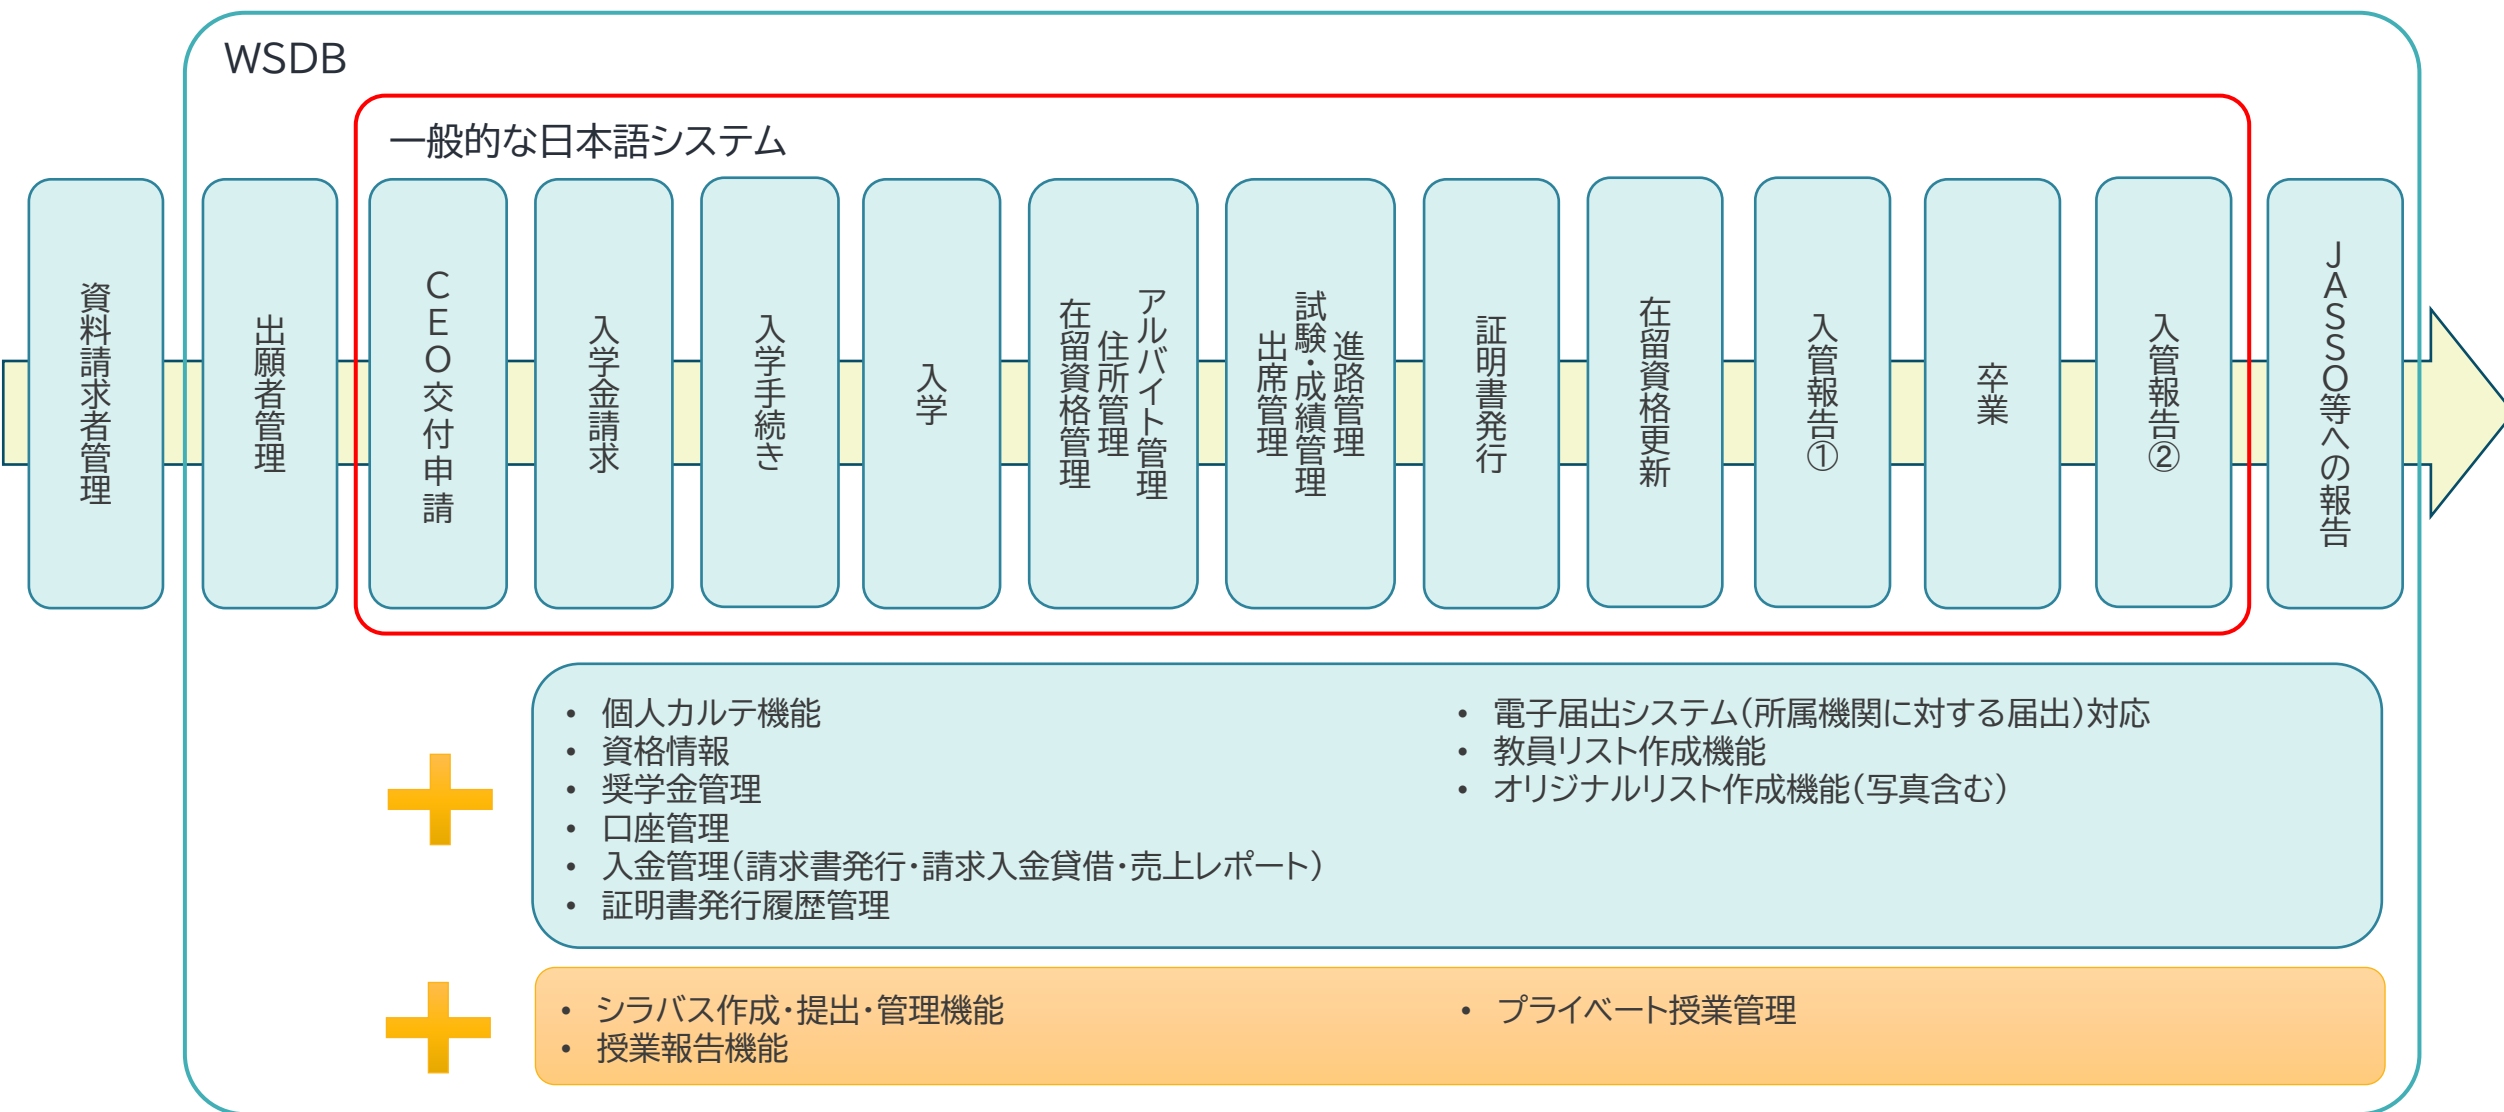 WSDB
一般的な日本語システム
資料請求者管理
出願者管理
CEO交付申請
入学金請求
入学手続き
入学
アルバイト管理
住所管理
在留資格管理
進路管理
試験・成績管理
出席管理
証明書発行
在留資格更新
入管報告①
卒業
入管報告②
JASSO等への報告
• 個人カルテ機能
• 資格情報
• 奨学金管理
• 口座管理
• 入金管理(請求書発行・請求入金貸借・売上レポート)
• 証明書発行履歴管理
• 電子届出システム(所属機関に対する届出)対応
• 教員リスト作成機能
• オリジナルリスト作成機能(写真含む)
• シラバス作成・提出・管理機能
• 授業報告機能
• プライベート授業管理